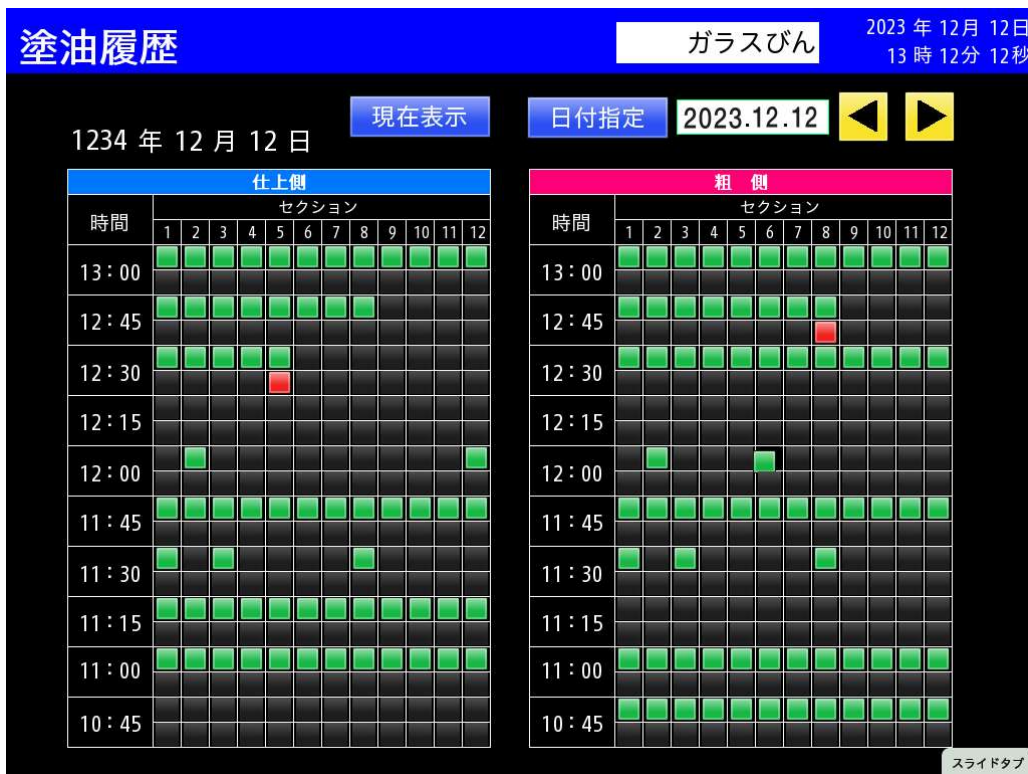 塗油履歴
ガラスびん
2023 年 12月 12日
13 時 12分 12秒
1234 年 12 月 12 日
現在表示
日付指定
2023.12.12
仕上側
時間
セクション
1 2 3 4 5 6 7 8 9 10 11 12
13:00
12:45
12:30
12:15
12:00
11:45
11:30
11:15
11:00
10:45
粗 側
時間
セクション
1 2 3 4 5 6 7 8 9 10 11 12
13:00
12:45
12:30
12:15
12:00
11:45
11:30
11:15
11:00
10:45
スライドタブ